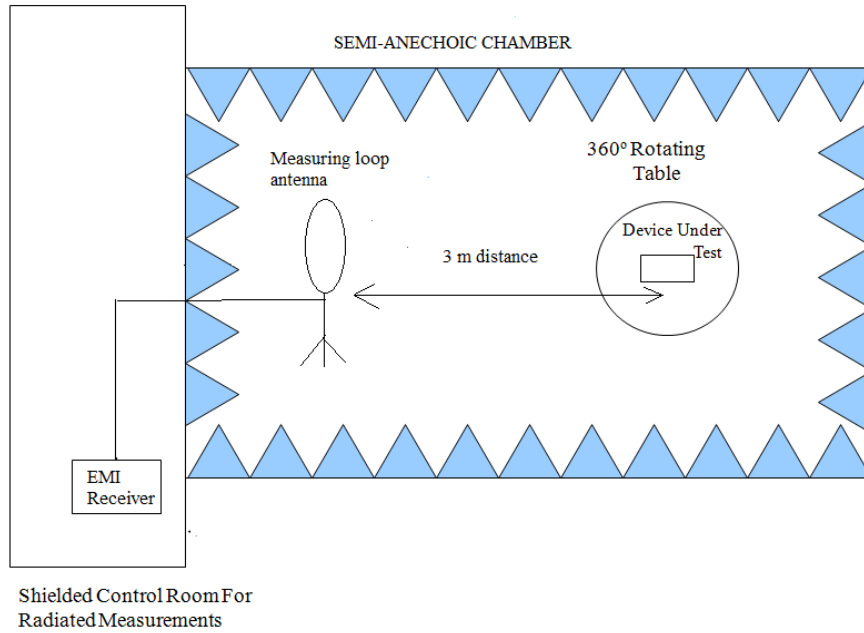 SEMI-ANECHOIC CHAMBER
Measuring loop
antenna
360º Rotating
Table
Device Under
Test
3 m distance
EMI
Receiver
Shielded Control Room For
Radiated Measurements